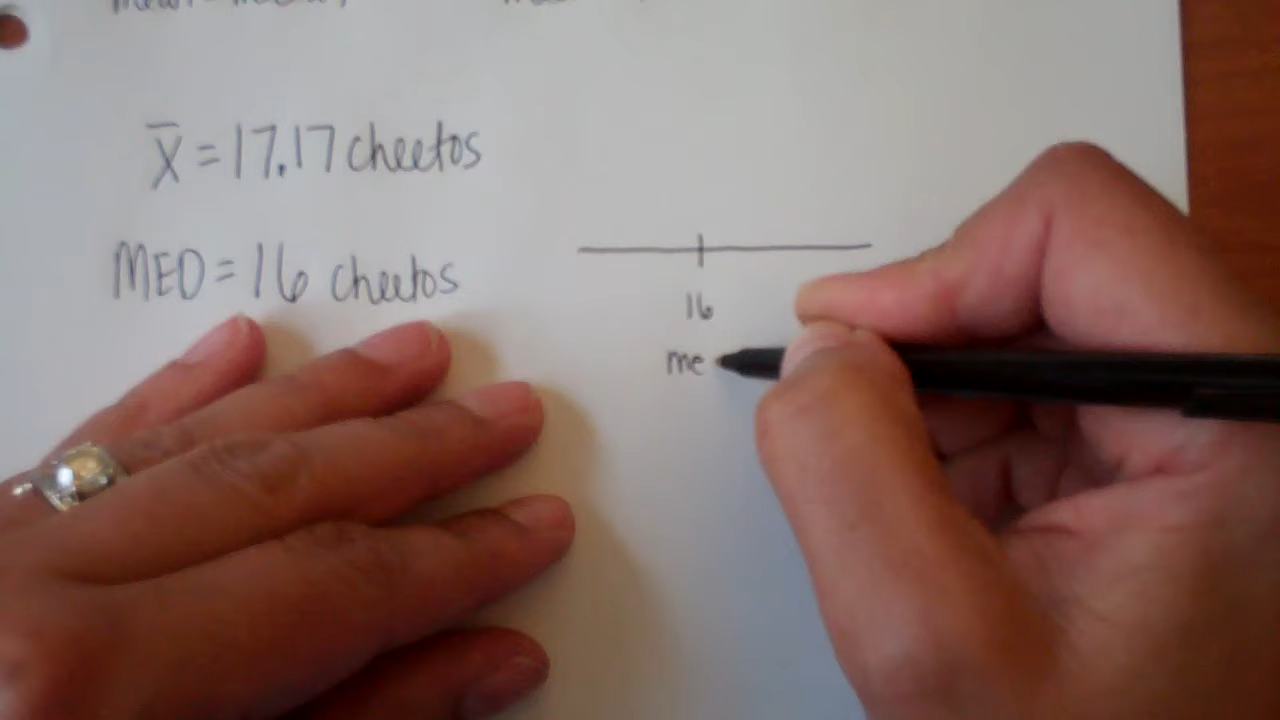 X̄ = 17.17 cheetos
MED = 16 cheetos
16
me